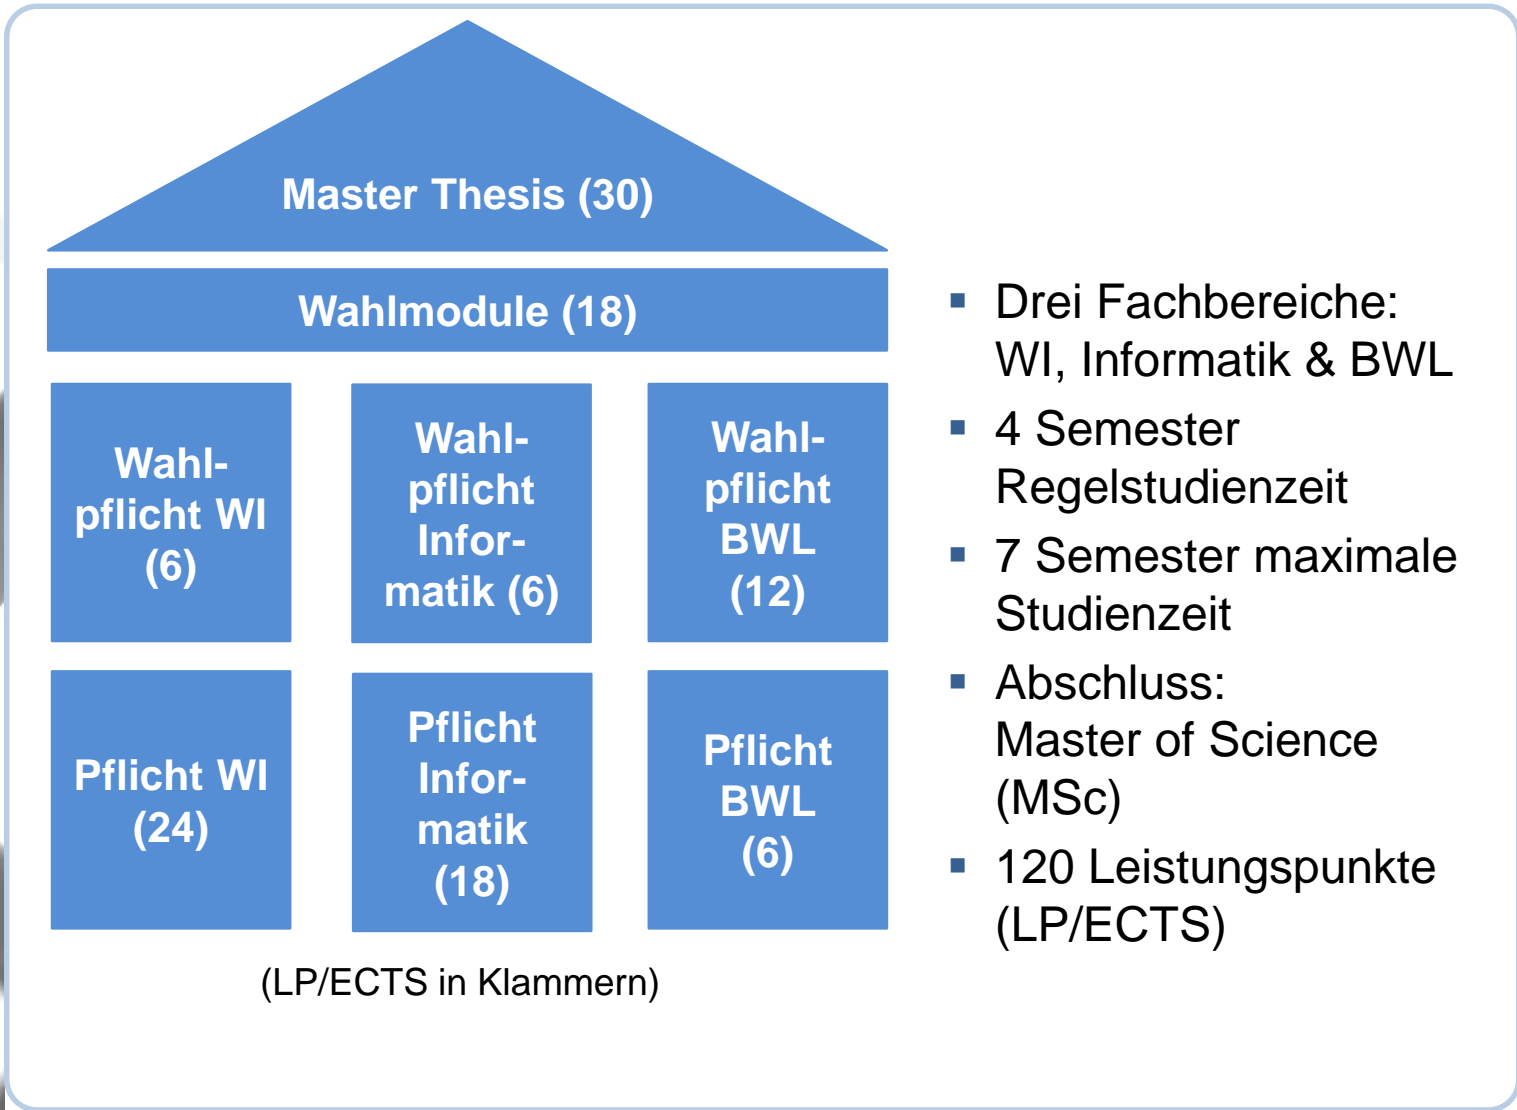 Master Thesis (30)
Wahlmodule (18)
Wahl-
pflicht WI
(6)
Wahl-
pflicht
Infor-
matik (6)
Wahl-
pflicht
BWL
(12)
Pflicht WI
(24)
Pflicht
Infor-
matik
(18)
Pflicht
BWL
(6)
(LP/ECTS in Klammern)
▪ Drei Fachbereiche:
WI, Informatik & BWL
▪ 4 Semester
Regelstudienzeit
▪ 7 Semester maximale
Studienzeit
▪ Abschluss:
Master of Science
(MSc)
▪ 120 Leistungspunkte
(LP/ECTS)